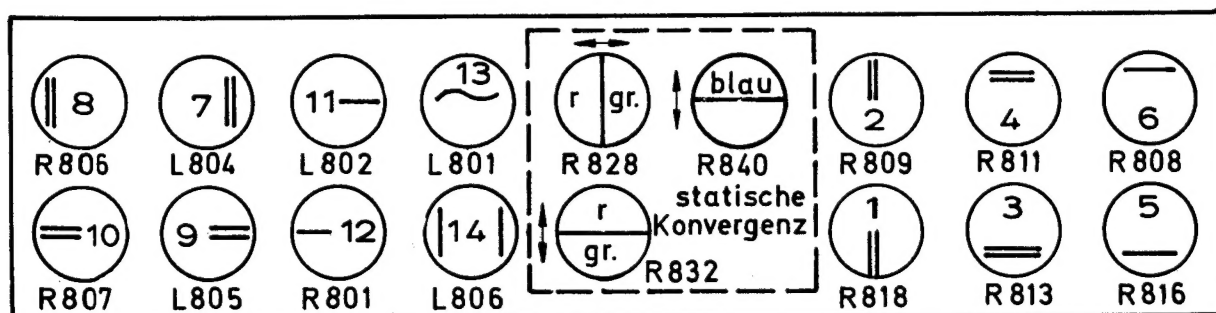 8 7 11 13 r gr. blau 2 4 6
R806 L804 L802 L801 R828 R840 R809 R811 R808
statische
Konvergenz
10 9 12 14 r gr. 1 3 5
R807 L805 R801 L806 R832 R818 R813 R816